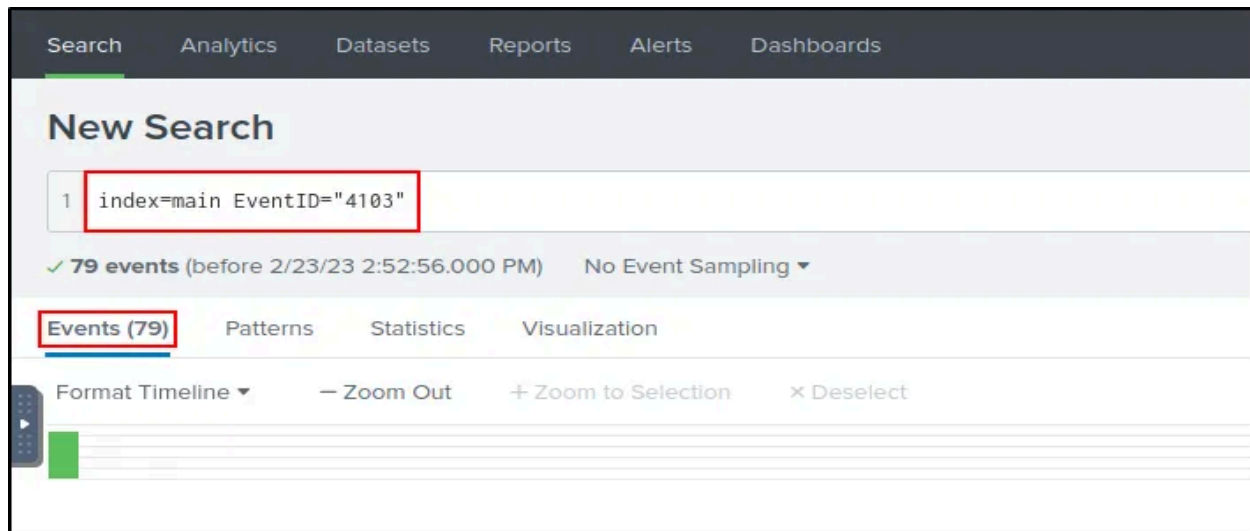 Search Analytics Datasets Reports Alerts Dashboards
New Search
1 index=main EventID="4103"
✓ 79 events (before 2/23/23 2:52:56.000 PM) No Event Sampling ▾
Events (79) Patterns Statistics Visualization
Format Timeline ▾ — Zoom Out + Zoom to Selection × Deselect